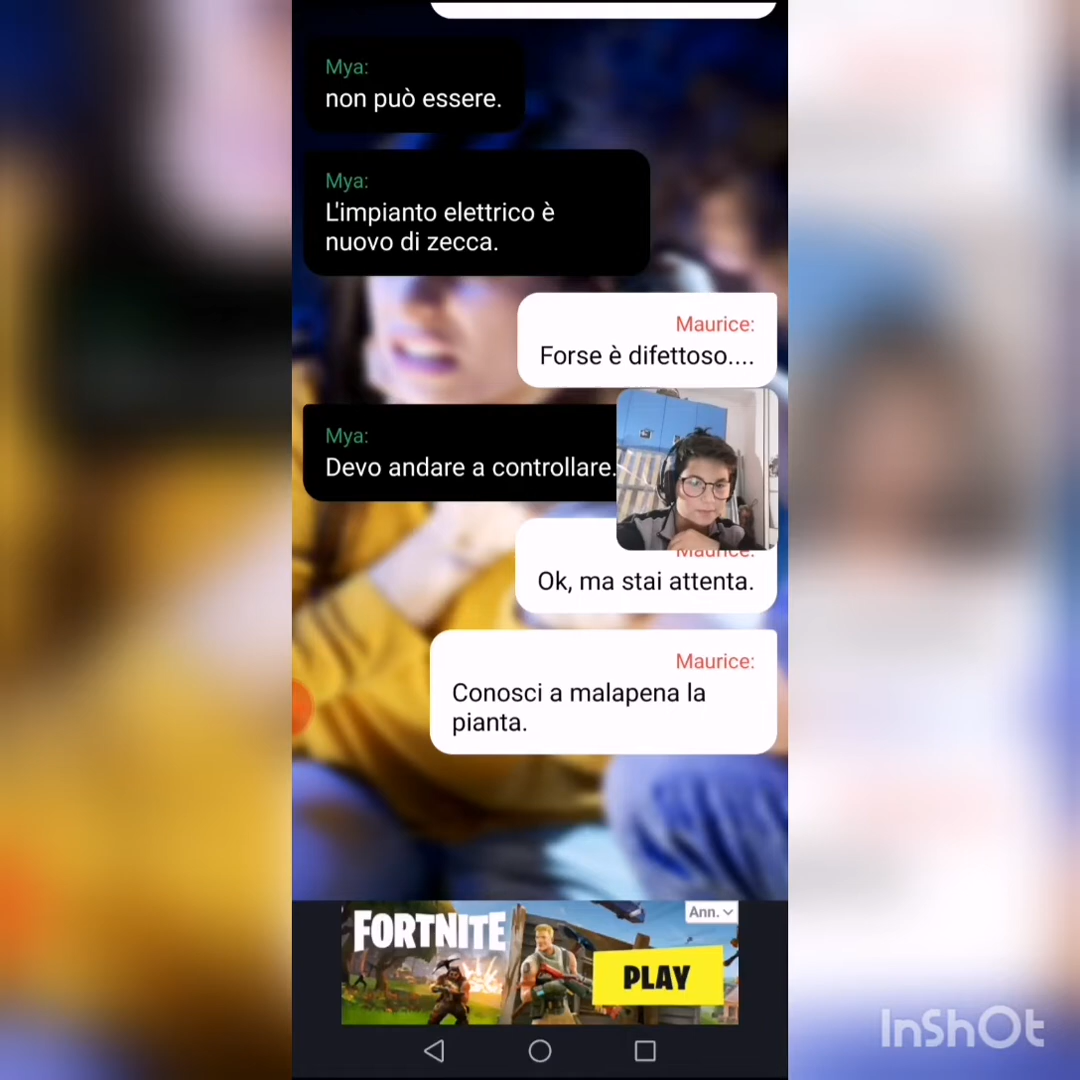 Mya:
non può essere.
Mya:
L'impianto elettrico è
nuovo di zecca.
Maurice:
Forse è difettoso....
Mya:
Devo andare a controllare.
Maurice:
Ok, ma stai attenta.
Maurice:
Conosci a malapena la
pianta.
Ann.
FORTNITE
PLAY
InShOt